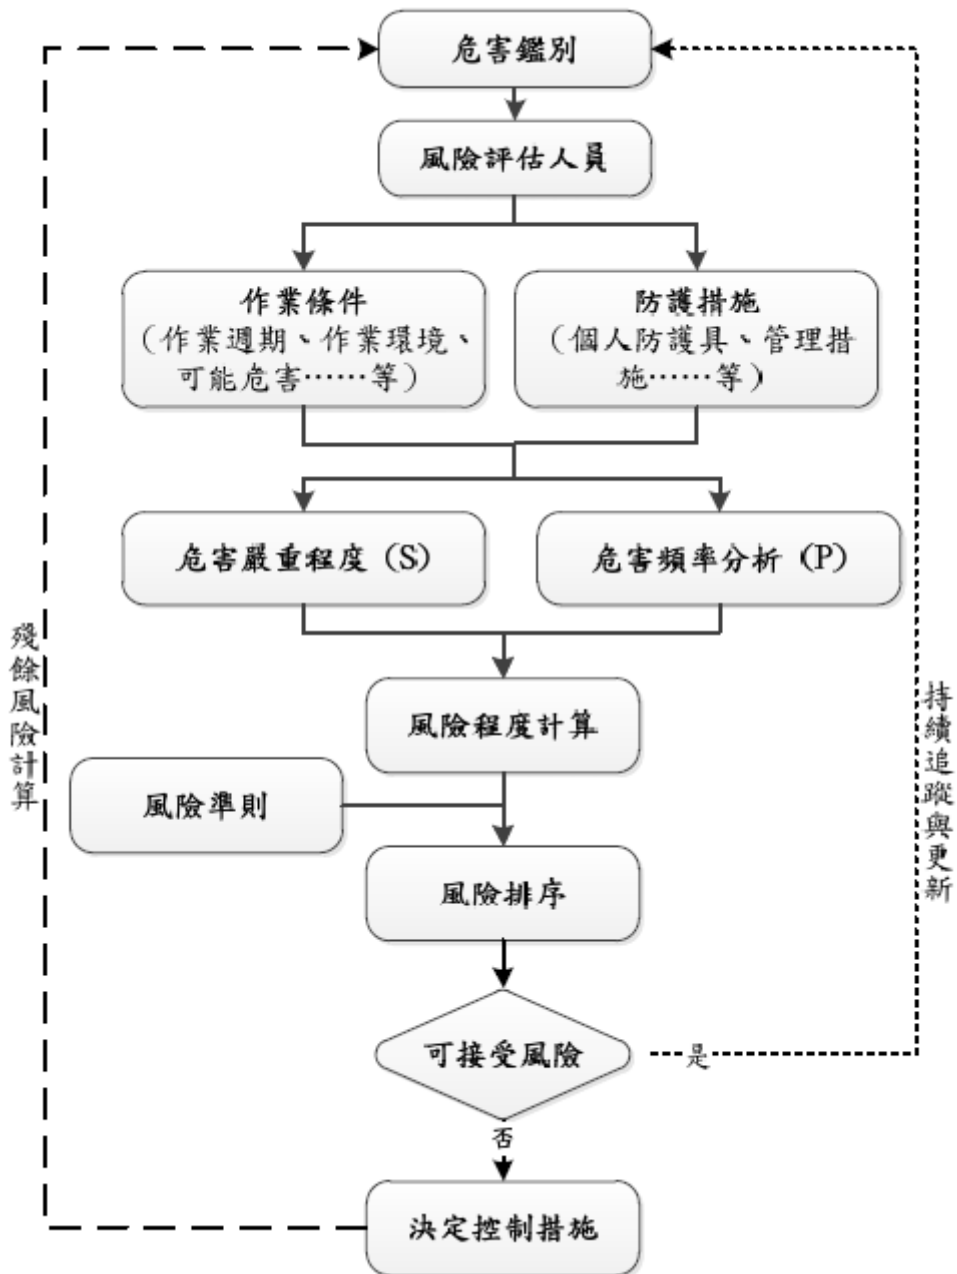 危害鑑別
風險評估人員
作業條件
（作業週期、作業環境、
可能危害……等）
防護措施
（個人防護具、管理措
施……等）
危害嚴重程度（S）
危害頻率分析（P）
殘餘風險計算
風險程度計算
持續追蹤與更新
風險準則
風險排序
可接受風險
是
否
決定控制措施